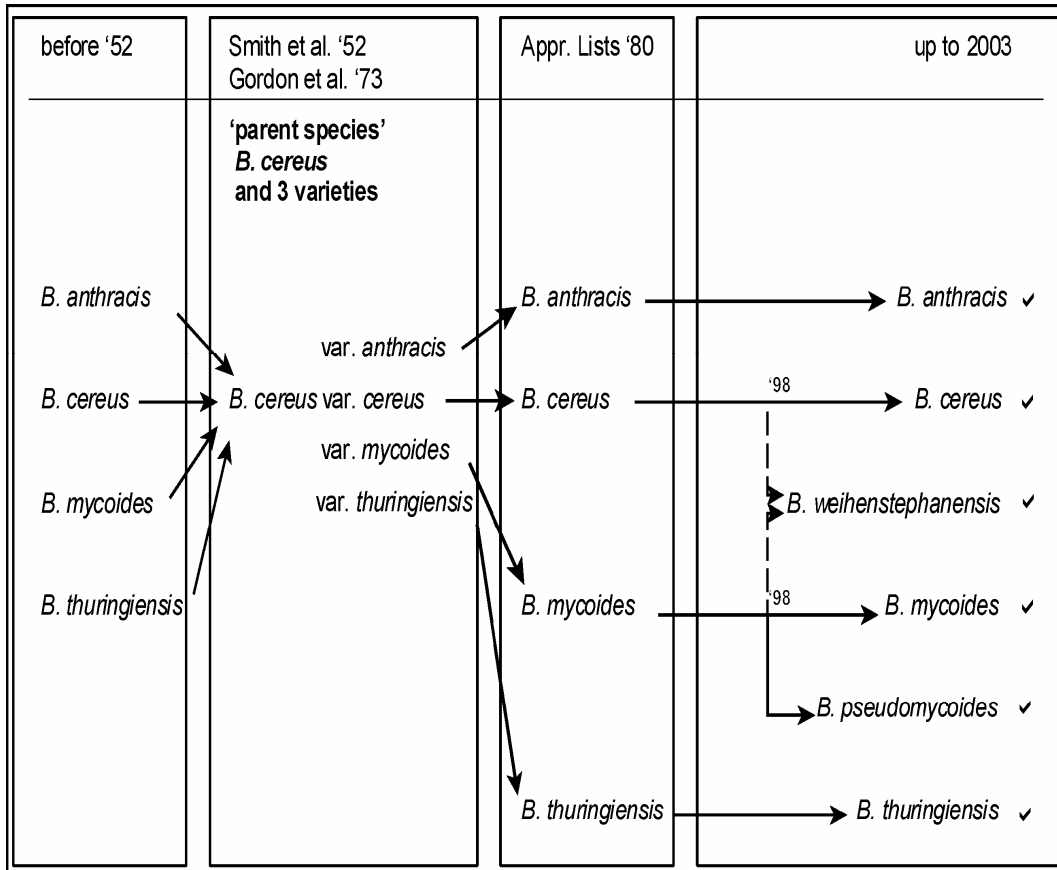 before ‘52
Smith et al. ‘52
Gordon et al. ‘73
Appr. Lists ‘80
up to 2003
‘parent species’
B. cereus
and 3 varieties
B. anthracis
B. cereus
B. mycoides
B. thuringiensis
var. anthracis
B. cereus var. cereus
var. mycoides
var. thuringiensis
B. anthracis
B. cereus
B. mycoides
B. thuringiensis
B. anthracis ✓
‘98
B. cereus ✓
B. weihenstephanensis ✓
‘98
B. mycoides ✓
B. pseudomycoides ✓
B. thuringiensis ✓